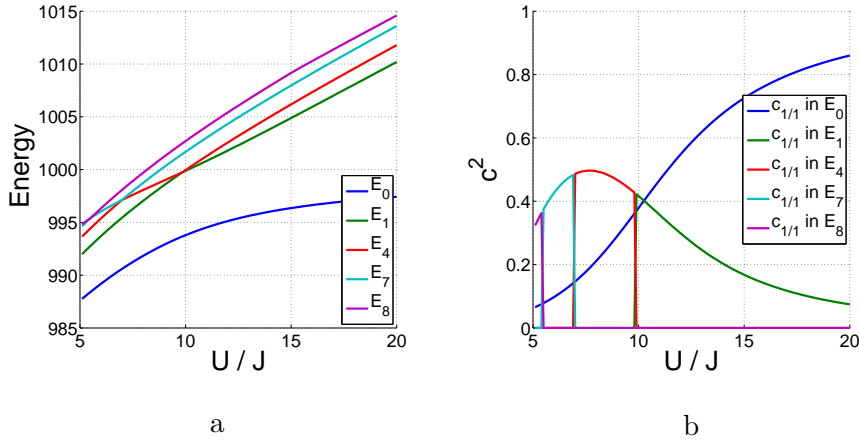 1015
1010
1005
1000
995
990
985
5
10
15
20
Energy
U / J
E0
E1
E4
E7
E8
a
1
0.8
0.6
0.4
0.2
0
5
10
15
20
c2
U / J
c1/1 in E0
c1/1 in E1
c1/1 in E4
c1/1 in E7
c1/1 in E8
b